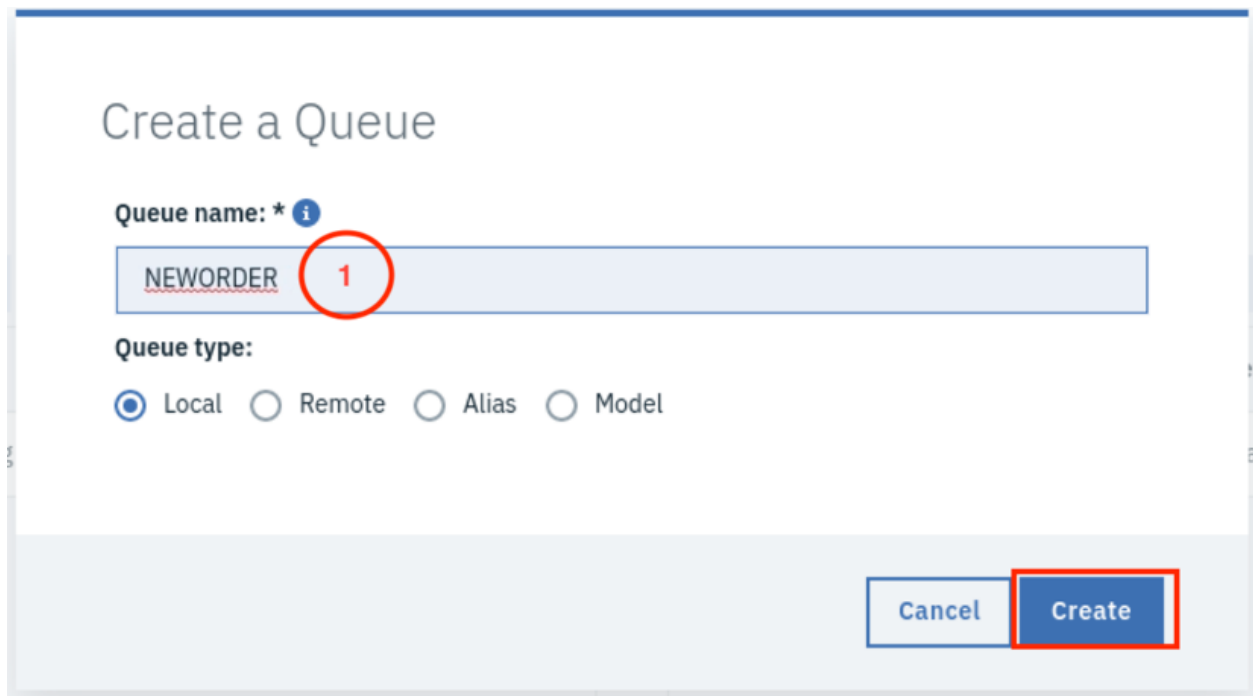 Create a Queue
Queue name: * i
NEWORDER 1
Queue type:
Local Remote Alias Model
Cancel Create